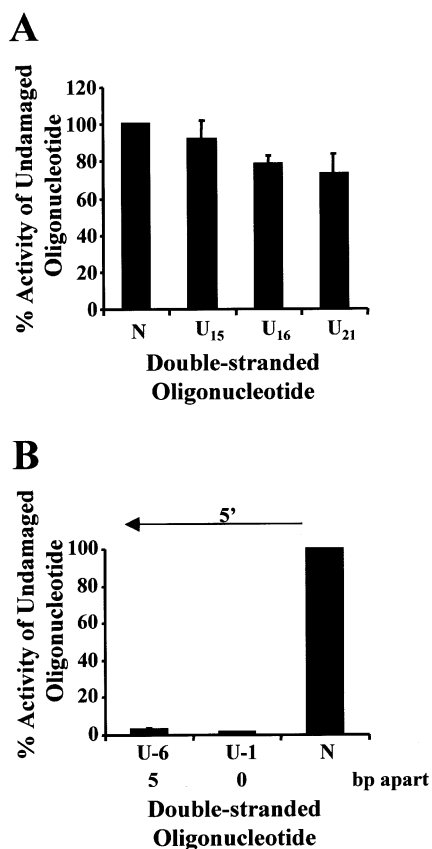 A
% Activity of Undamaged
Oligonucleotide
120
100
80
60
40
20
0
N U15 U16 U21
Double-stranded
Oligonucleotide
B
5’
% Activity of Undamaged
Oligonucleotide
100
80
60
40
20
0
U-6 U-1 N
5 0 bp apart
Double-stranded
Oligonucleotide